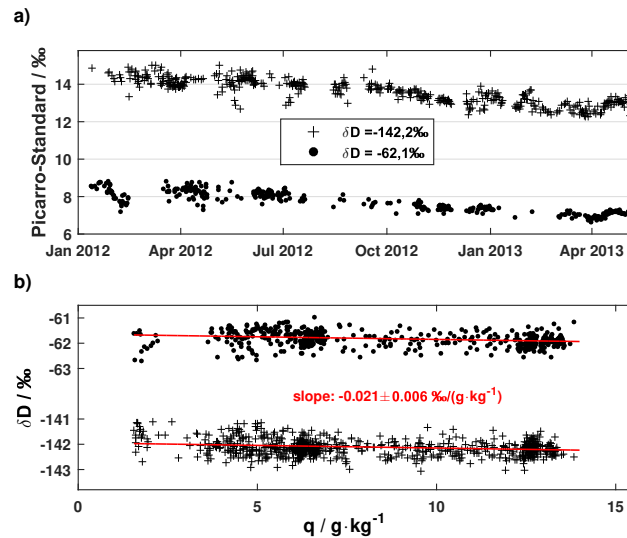 a)
Picarro-Standard / ‰
14
12
10
8
6
δD =-142,2‰
δD = -62,1‰
Jan 2012
Apr 2012
Jul 2012
Oct 2012
Jan 2013
Apr 2013
b)
δD / ‰
-61
-62
-63
-141
-142
-143
slope: -0.021±0.006 ‰/(g·kg⁻¹)
0
5
10
15
q / g·kg⁻¹